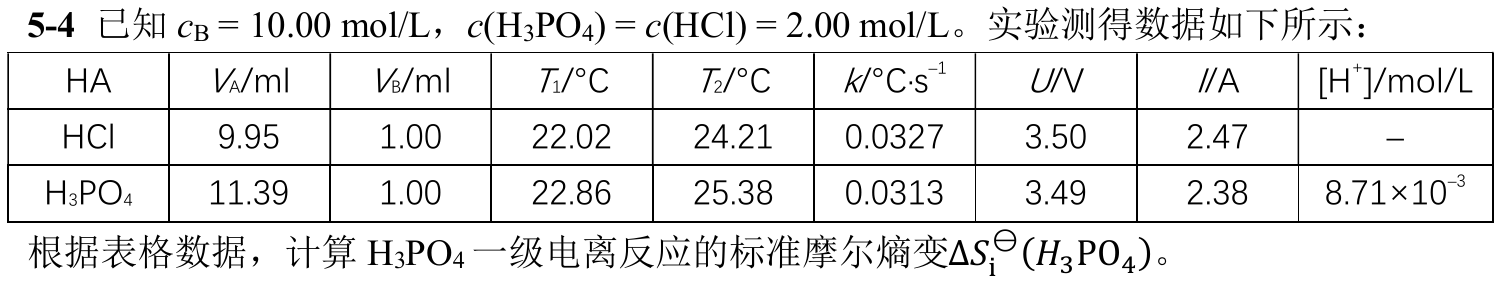 5-4 已知 cB = 10.00 mol/L，c(H3PO4) = c(HCl) = 2.00 mol/L。实验测得数据如下所示：
HA VA/ml VB/ml T1/°C T2/°C k/°C·s−1 U/V I/A [H+]/mol/L
HCl 9.95 1.00 22.02 24.21 0.0327 3.50 2.47 –
H3PO4 11.39 1.00 22.86 25.38 0.0313 3.49 2.38 8.71×10−3
根据表格数据，计算 H3PO4 一级电离反应的标准摩尔熵变ΔSi⊖(H3PO4)。